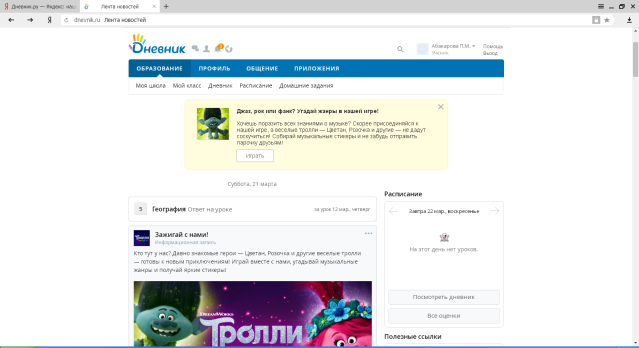 Дневник.ру — Яндекс: на...
Лента новостей
dnevnik.ru Лента новостей
Дневник
2
Абакарова П.М.
Ученик
Помощь
Выход
ОБРАЗОВАНИЕ ПРОФИЛЬ ОБЩЕНИЕ ПРИЛОЖЕНИЯ
Моя школа Мой класс Дневник Расписание Домашние задания
Джаз, рок или фанк? Угадай жанры в нашей игре!
Хочешь поразить всех знаниями о музыке? Скорее присоединяйся к
нашей игре, а веселые тролли — Цветан, Розочка и другие — не дадут
соскучиться! Собирай музыкальные стикеры и не забудь отправить
парочку друзьям!
Играть
Суббота, 21 марта
5 География Ответ на уроке за урок 12 мар., четверг
Зажигай с нами!
Информационная запись
Кто тут у нас? Давно знакомые герои — Цветан, Розочка и другие веселые тролли
— готовы к новым приключениям! Играй вместе с нами, угадывай музыкальные
жанры и получай яркие стикеры!
DREAMWORKS
ТРОЛЛИ
Расписание
Завтра 22 мар., воскресенье
На этот день нет уроков.
Посмотреть дневник
Все оценки
Полезные ссылки